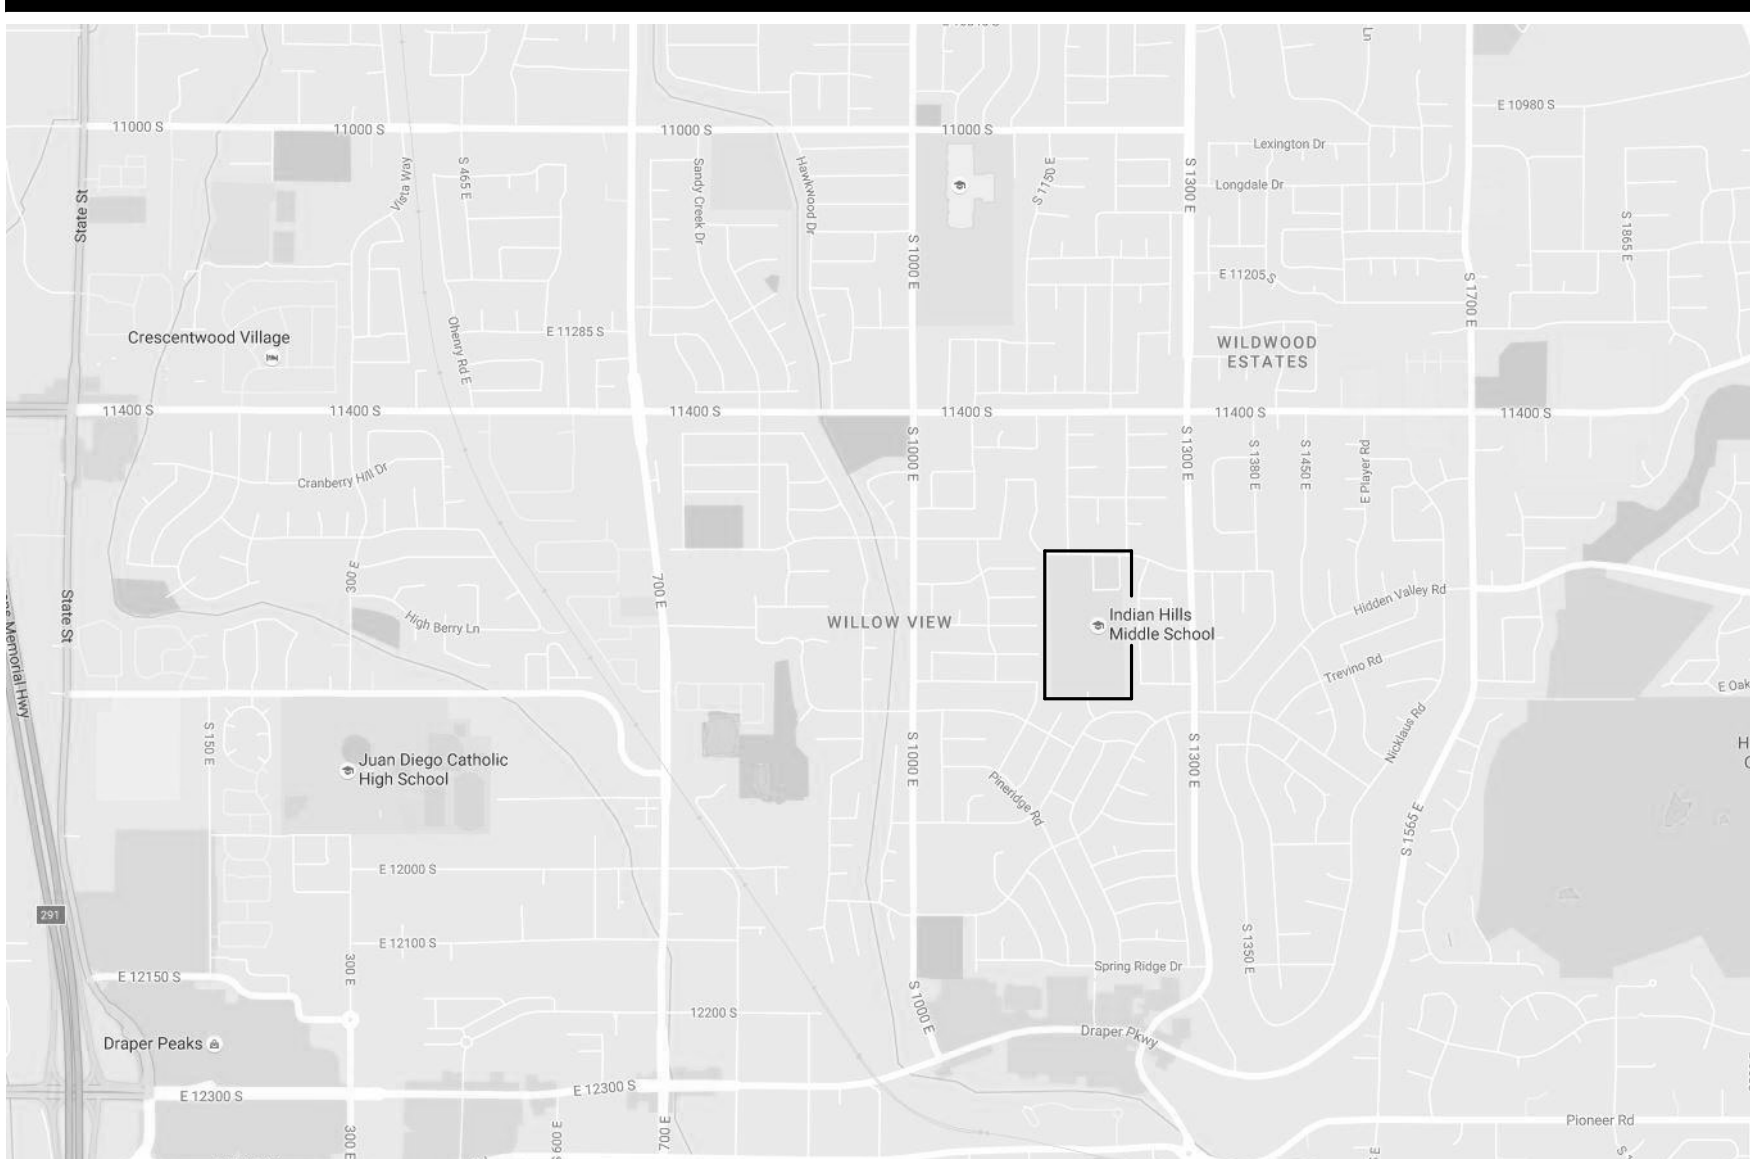 Ln
E 10980 S
11000 S
11000 S
11000 S
11000 S
Lexington Dr
Longdale Dr
Vista Way
S 465 E
Sandy Creek Dr
Hawkwood Dr
S 1150 E
S 1300 E
State St
S 1865 E
S 1000 E
E 11205 S
S 1700 E
Ohenry Rd E
E 11285 S
Crescentwood Village
WILDWOOD
ESTATES
11400 S
11400 S
11400 S
11400 S
11400 S
11400 S
S 1000 E
S 1300 E
S 1380 E
S 1450 E
E Player Rd
Cranberry Hill Dr
300 E
700 E
State St
High Berry Ln
WILLOW VIEW
Indian Hills
Middle School
Hidden Valley Rd
Trevino Rd
Memorial Hwy
E Oak
S 150 E
Nicklaus Rd
S 1000 E
S 1300 E
Juan Diego Catholic
High School
Pineridge Rd
S 1565 E
E 12000 S
291
E 12100 S
S 1350 E
E 12150 S
300 E
Spring Ridge Dr
S 1000 E
12200 S
Draper Peaks
Draper Pkwy
E 12300 S
E 12300 S
Pioneer Rd
300 E
S 600 E
700 E